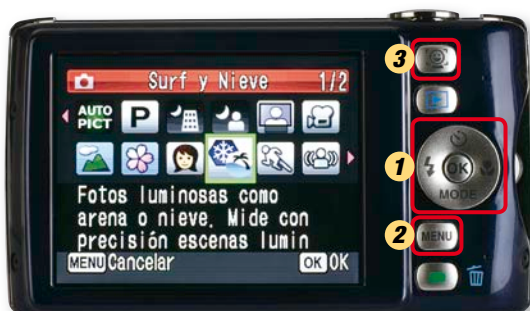 Surf y Nieve 1/2
AUTO
PICT
P
Fotos luminosas como
arena o nieve. Mide con
precisión escenas lumin
MENU Cancelar OK OK
3
1
OK
MODE
2
MENU